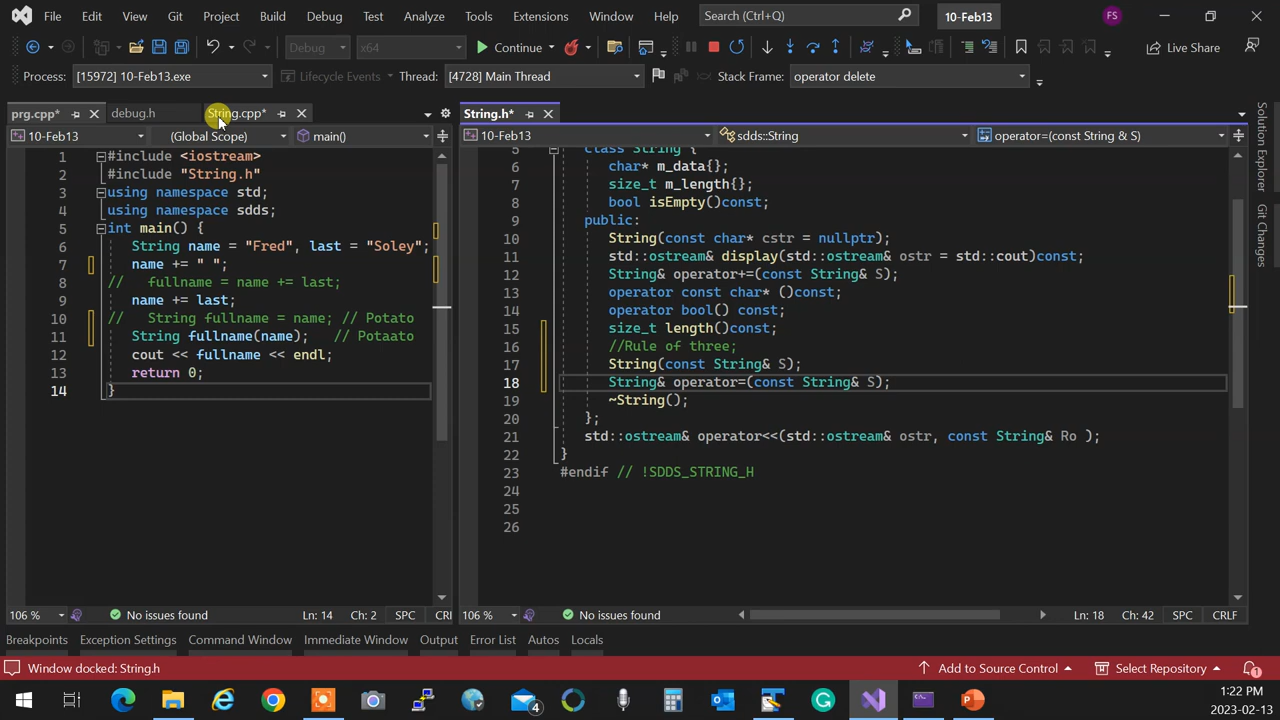 File Edit View Git Project Build Debug Test Analyze Tools Extensions Window Help Search (Ctrl+Q) 10-Feb13 FS
Debug x64 Continue Live Share
Process: [15972] 10-Feb13.exe Lifecycle Events Thread: [4728] Main Thread Stack Frame: operator delete
prg.cpp* debug.h String.cpp*
10-Feb13 (Global Scope) main()
1 #include <iostream>
2 #include "String.h"
3 using namespace std;
4 using namespace sdds;
5 int main() {
6 String name = "Fred", last = "Soley";
7 name += " ";
8 // fullname = name += last;
9 name += last;
10 // String fullname = name; // Potato
11 String fullname(name); // Potaato
12 cout << fullname << endl;
13 return 0;
14 }
106 % No issues found Ln: 14 Ch: 2 SPC CRI
String.h*
10-Feb13 sdds::String operator=(const String & S)
5 class String {
6 char* m_data{};
7 size_t m_length{};
8 bool isEmpty()const;
9 public:
10 String(const char* cstr = nullptr);
11 std::ostream& display(std::ostream& ostr = std::cout)const;
12 String& operator+=(const String& S);
13 operator const char* ()const;
14 operator bool() const;
15 size_t length()const;
16 //Rule of three;
17 String(const String& S);
18 String& operator=(const String& S);
19 ~String();
20 };
21 std::ostream& operator<<(std::ostream& ostr, const String& Ro );
22 }
23 #endif // !SDDS_STRING_H
24
25
26
106 % No issues found Ln: 18 Ch: 42 SPC CRLF
Solution Explorer
Git Changes
Breakpoints Exception Settings Command Window Immediate Window Output Error List Autos Locals
Window docked: String.h Add to Source Control Select Repository 1
4
1:22 PM
2023-02-13